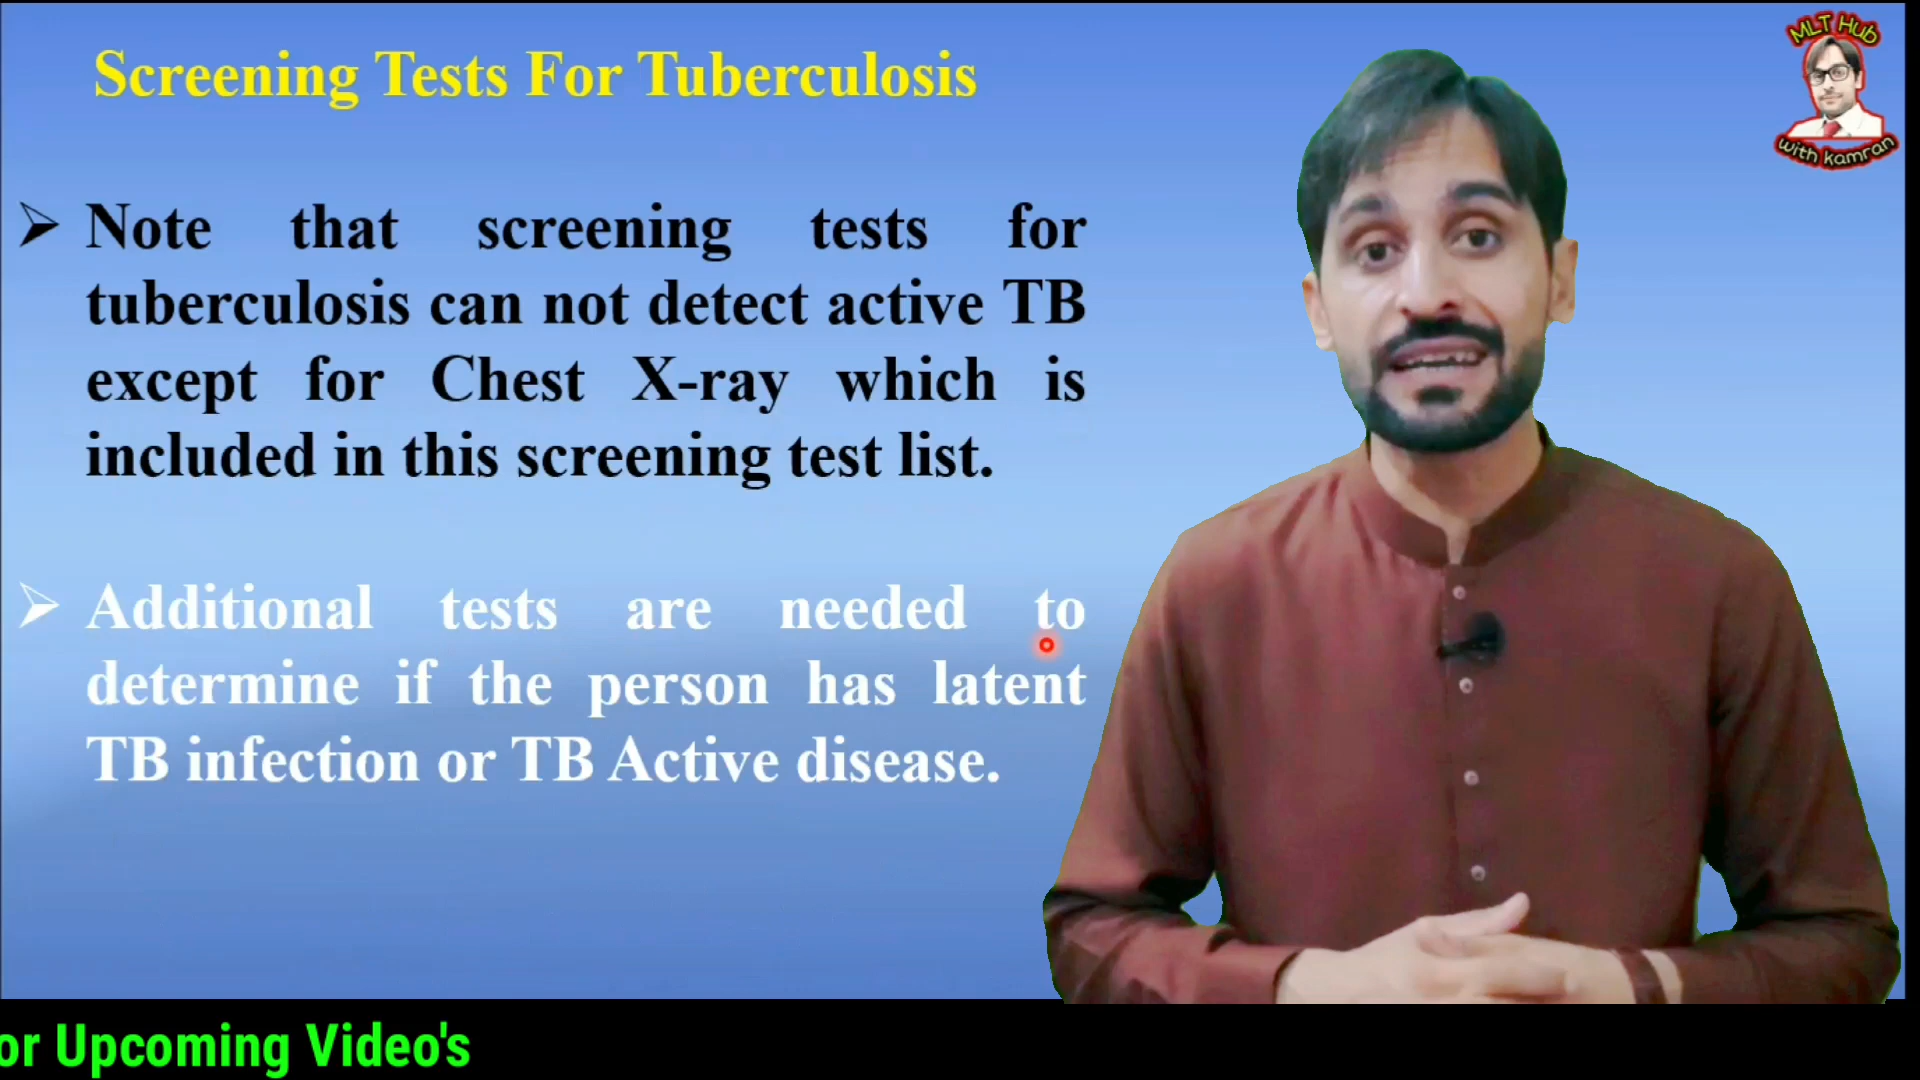 Screening Tests For Tuberculosis
MLT Hub
with kamran
➢ Note that screening tests for
tuberculosis can not detect active TB
except for Chest X-ray which is
included in this screening test list.
➢ Additional tests are needed to
determine if the person has latent
TB infection or TB Active disease.
or Upcoming Video's